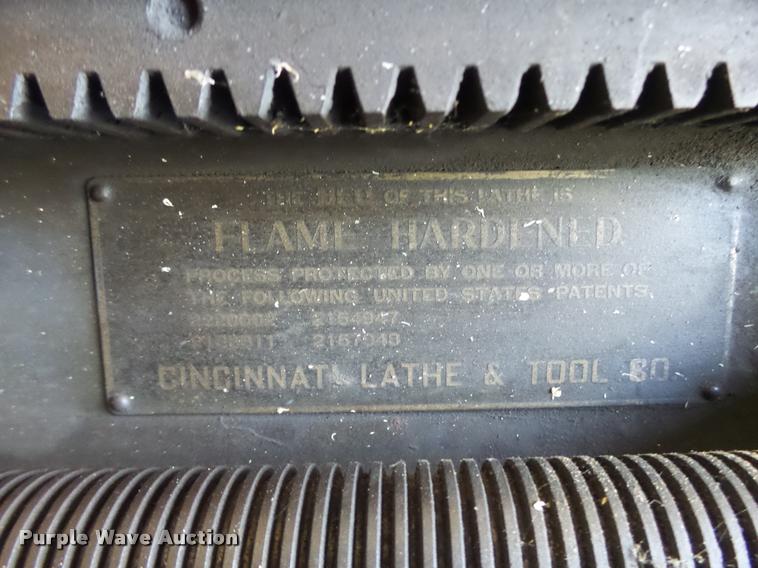 THE BED OF THIS LATHE IS
FLAME HARDENED
PROCESS PROTECTED BY ONE OR MORE OF
THE FOLLOWING UNITED STATES PATENTS
CINCINNATI LATHE & TOOL CO.
Purple Wave Auction